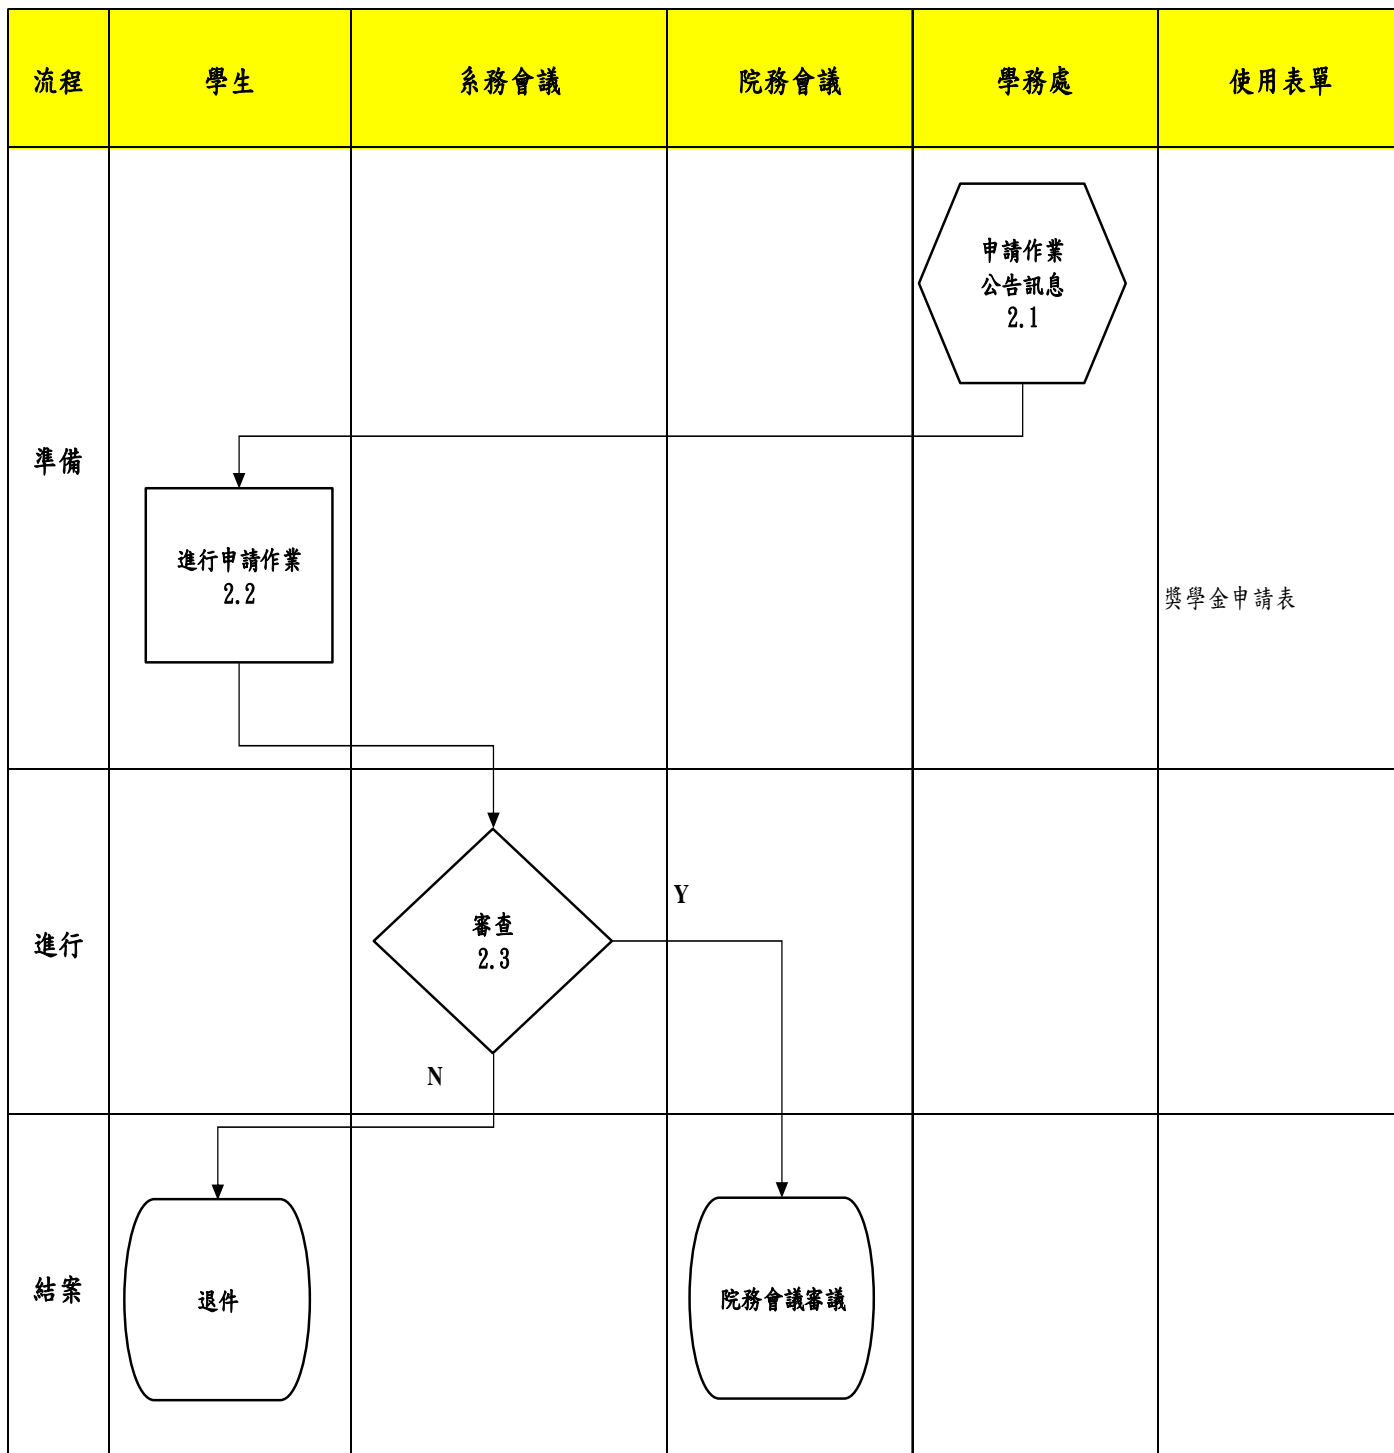 流程
學生
系務會議
院務會議
學務處
使用表單
準備
申請作業
公告訊息
2.1
進行申請作業
2.2
獎學金申請表
進行
審查
2.3
Y
N
結案
退件
院務會議審議